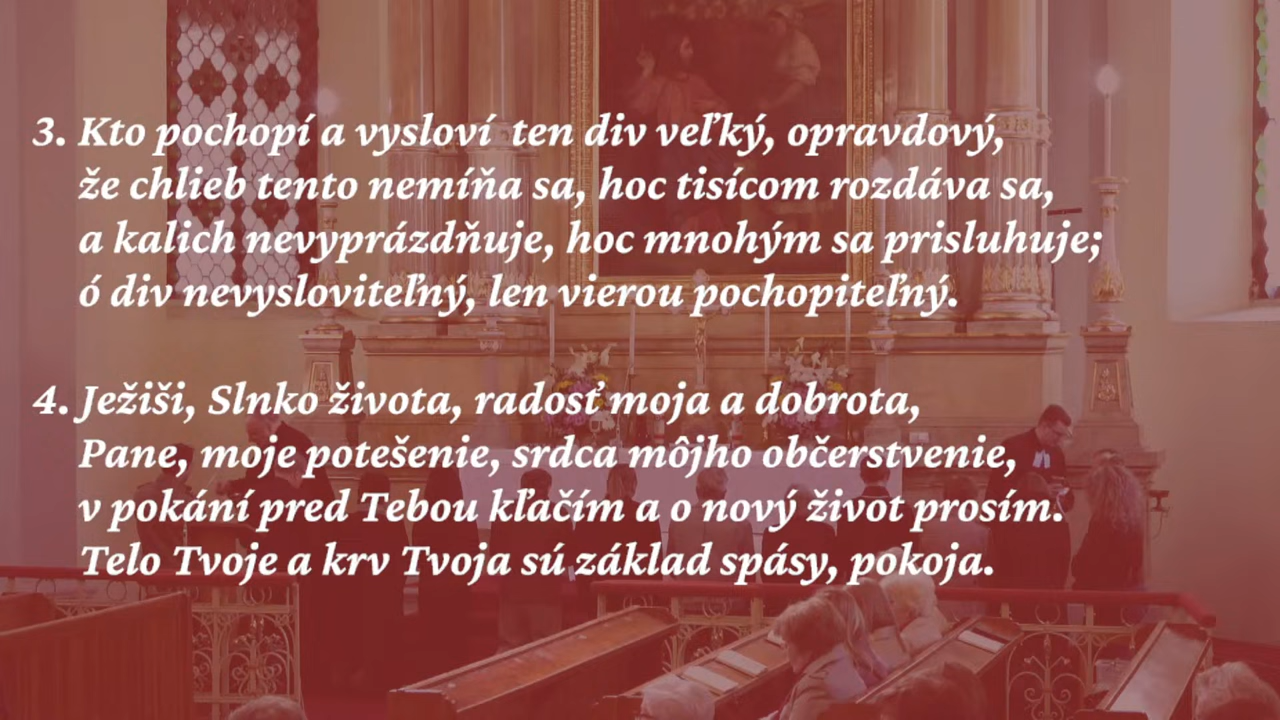 3. Kto pochopí a vysloví ten div veľký, opravdový,
že chlieb tento nemíňa sa, hoc tisícom rozdáva sa,
a kalich nevyprázdňuje, hoc mnohým sa prisluhuje;
ó div nevysloviteľný, len vierou pochopiteľný.
4. Ježiši, Slnko života, radosť moja a dobrota,
Pane, moje potešenie, srdca môjho občerstvenie,
v pokání pred Tebou kľačím a o nový život prosím.
Telo Tvoje a krv Tvoja sú základ spásy, pokoja.